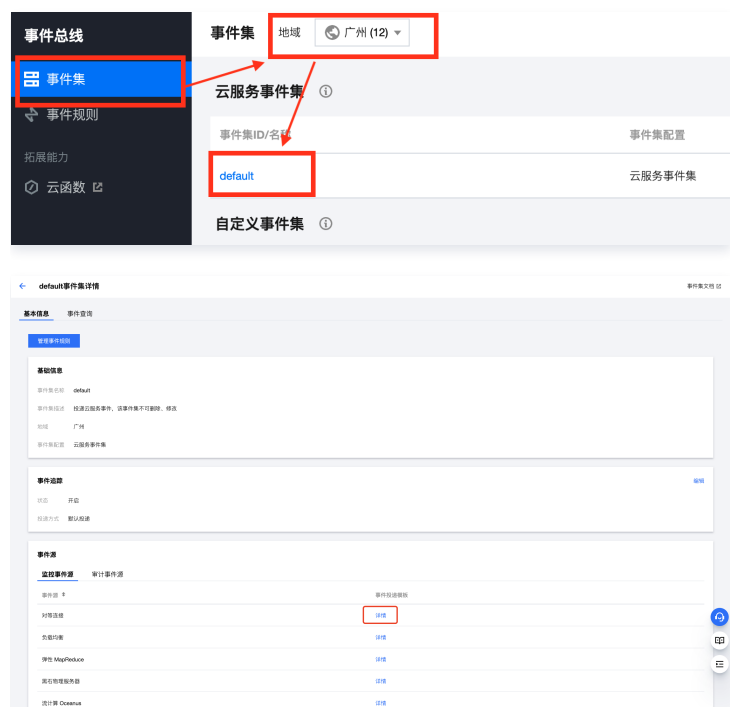 事件总线
事件集 地域 广州 (12)
事件集
事件规则
拓展能力
云函数
云服务事件集
事件集ID/名称 事件集配置
default 云服务事件集
自定义事件集
default事件集详情 事件集文档
基本信息 事件查询
管理事件规则
基础信息
事件集名称 default
事件集描述 投递云服务事件，该事件集不可删除、修改
地域 广州
事件集配置 云服务事件集
事件追踪 编辑
状态 开启
投递方式 默认投递
事件源
监控事件源 审计事件源
事件源 事件投递模板
对等连接 详情
负载均衡 详情
弹性 MapReduce 详情
黑石物理服务器 详情
流计算 Oceanus 详情